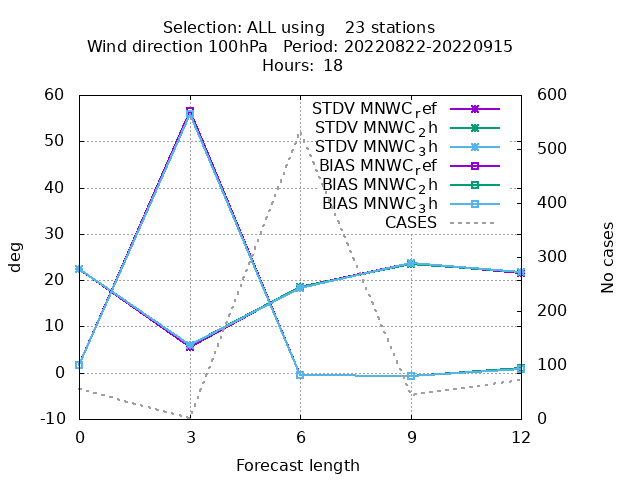 Selection: ALL using    23 stations
Wind direction 100hPa   Period: 20220822-20220915
Hours: 18
60
50
40
30
20
10
0
-10
600
500
400
300
200
100
0
STDV MNWC_ref
STDV MNWC_2h
STDV MNWC_3h
BIAS MNWC_ref
BIAS MNWC_2h
BIAS MNWC_3h
CASES
deg
No cases
0 3 6 9 12
Forecast length